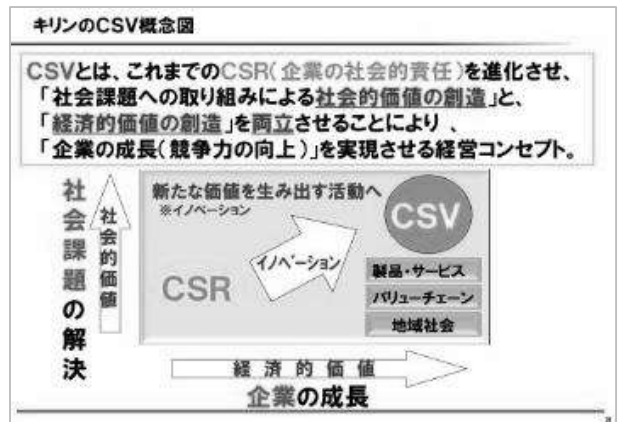 キリンのCSV概念図
CSVとは、これまでのCSR(企業の社会的責任)を進化させ、
「社会課題への取り組みによる社会的価値の創造」と、
「経済的価値の創造」を両立させることにより、
「企業の成長(競争力の向上)」を実現させる経営コンセプト。
社会課題の解決
社会的価値
新たな価値を生み出す活動へ
※イノベーション
CSV
イノベーション
CSR
製品・サービス
バリューチェーン
地域社会
経済的価値
企業の成長